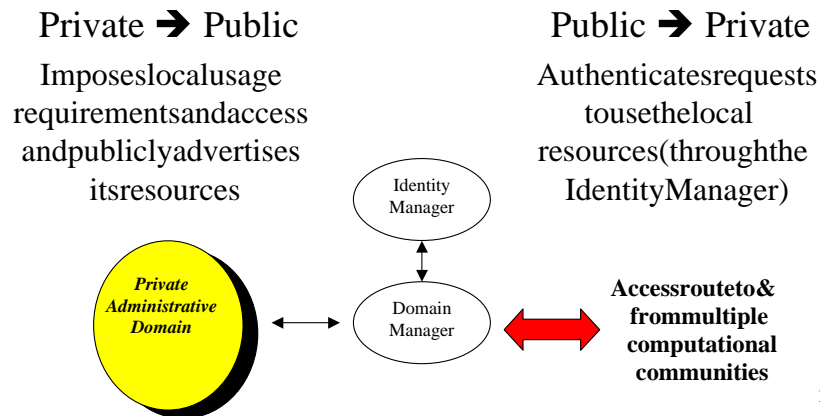 Private ➔ Public
Imposeslocalusage
requirementsandaccess
andpubliclyadvertises
itsresources
Public ➔ Private
Authenticatesrequests
tousethelocal
resources(throughthe
IdentityManager)
Identity
Manager
Private
Administrative
Domain
Domain
Manager
Accessrouteto&
frommultiple
computational
communities